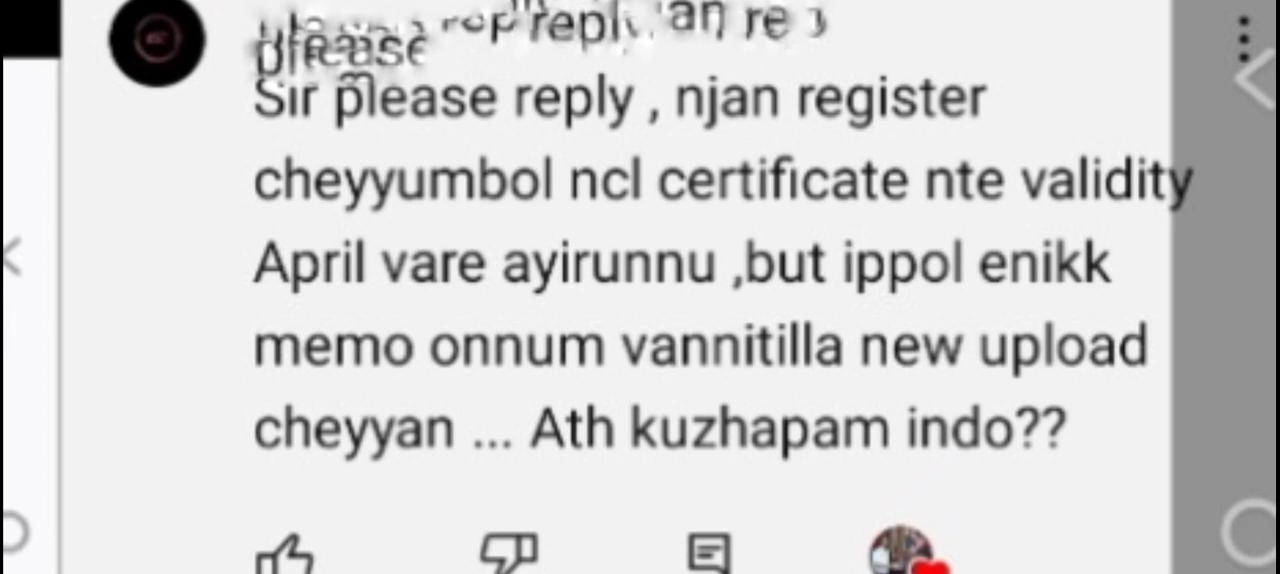 please
Sir please reply , njan register
cheyyumbol ncl certificate nte validity
April vare ayirunnu ,but ippol enikk
memo onnum vannitilla new upload
cheyyan ... Ath kuzhapam indo??